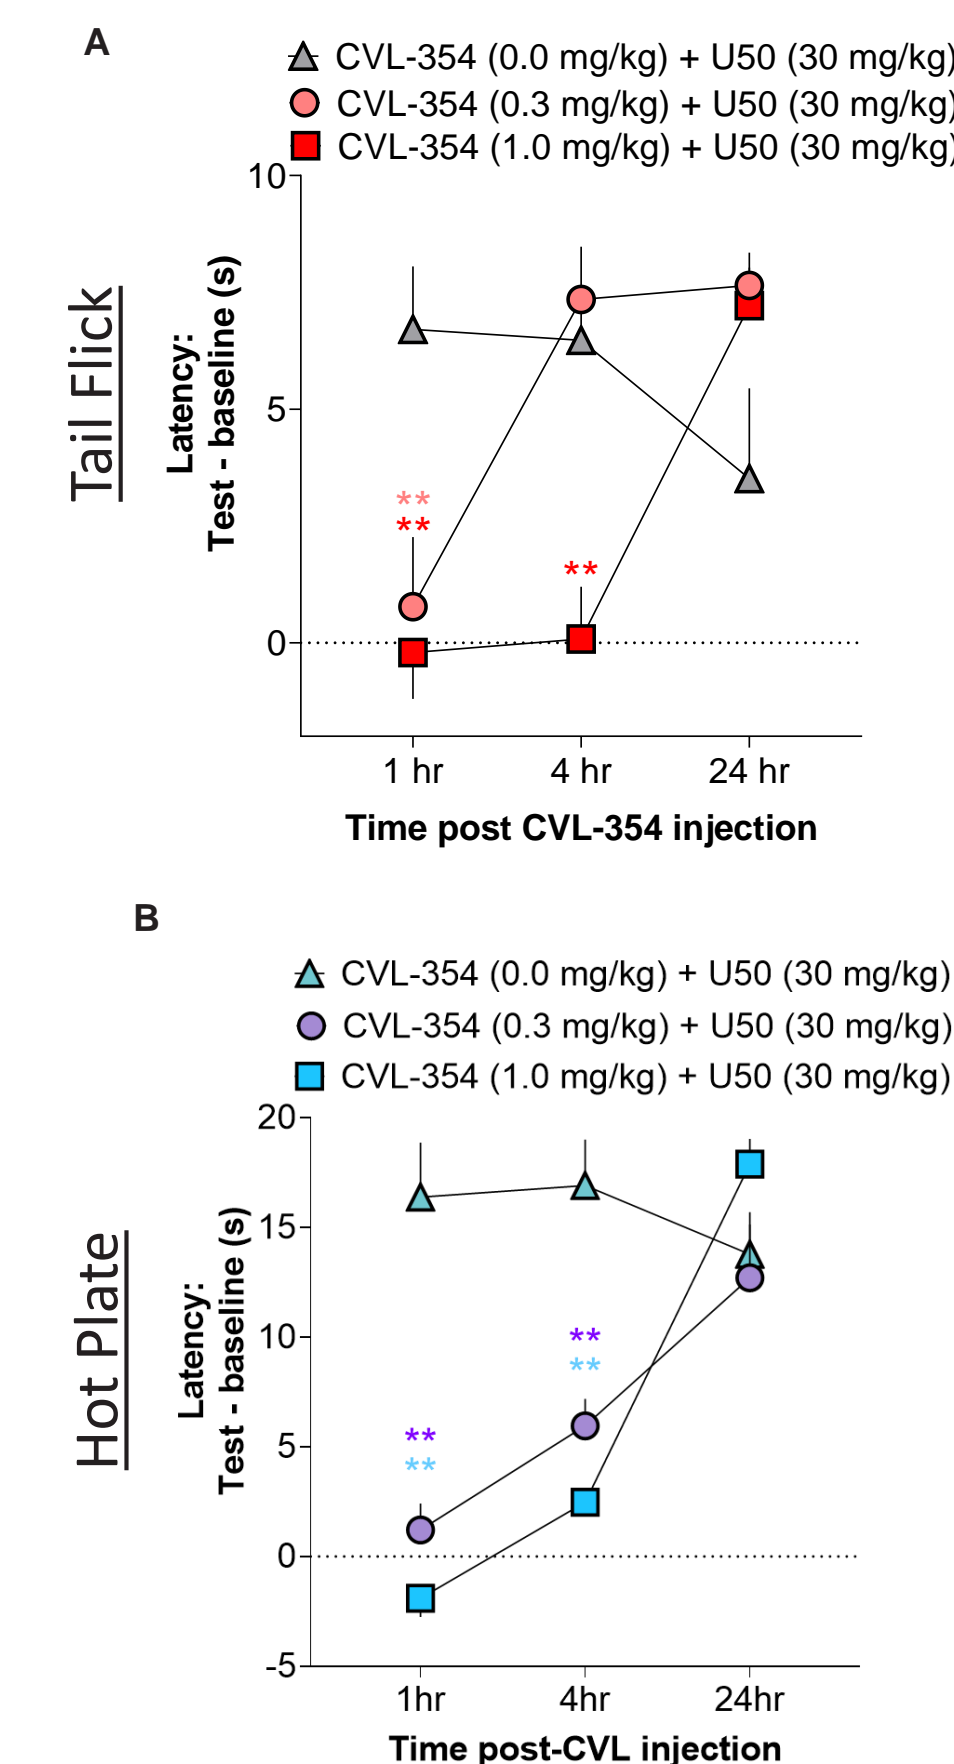 A
CVL-354 (0.0 mg/kg) + U50 (30 mg/kg)
CVL-354 (0.3 mg/kg) + U50 (30 mg/kg)
CVL-354 (1.0 mg/kg) + U50 (30 mg/kg)
Tail Flick
Latency:
Test - baseline (s)
10
5
0
**
**
**
1 hr 4 hr 24 hr
Time post CVL-354 injection
B
CVL-354 (0.0 mg/kg) + U50 (30 mg/kg)
CVL-354 (0.3 mg/kg) + U50 (30 mg/kg)
CVL-354 (1.0 mg/kg) + U50 (30 mg/kg)
Hot Plate
Latency:
Test - baseline (s)
20
15
10
5
0
-5
**
**
**
**
1hr 4hr 24hr
Time post-CVL injection